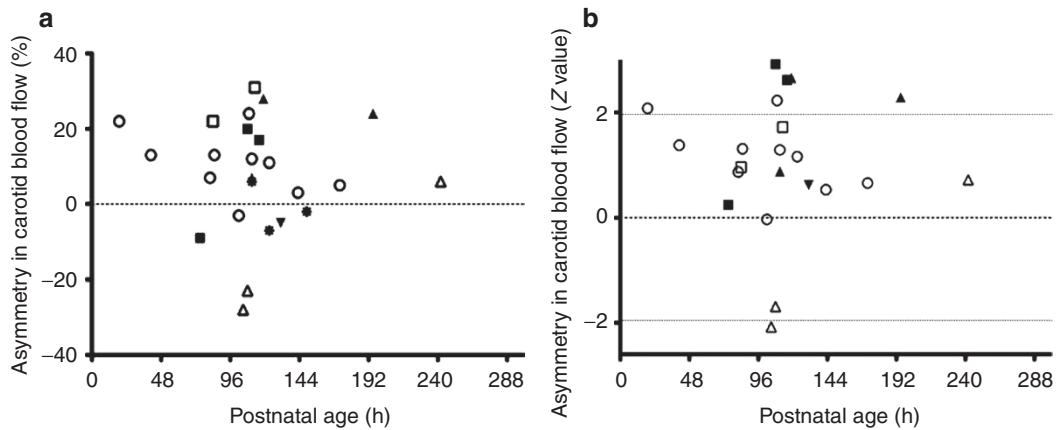 a
Asymmetry in carotid blood flow (%)
40
20
0
−20
−40
0 48 96 144 192 240 288
Postnatal age (h)
b
Asymmetry in carotid blood flow (Z value)
2
0
−2
0 48 96 144 192 240 288
Postnatal age (h)